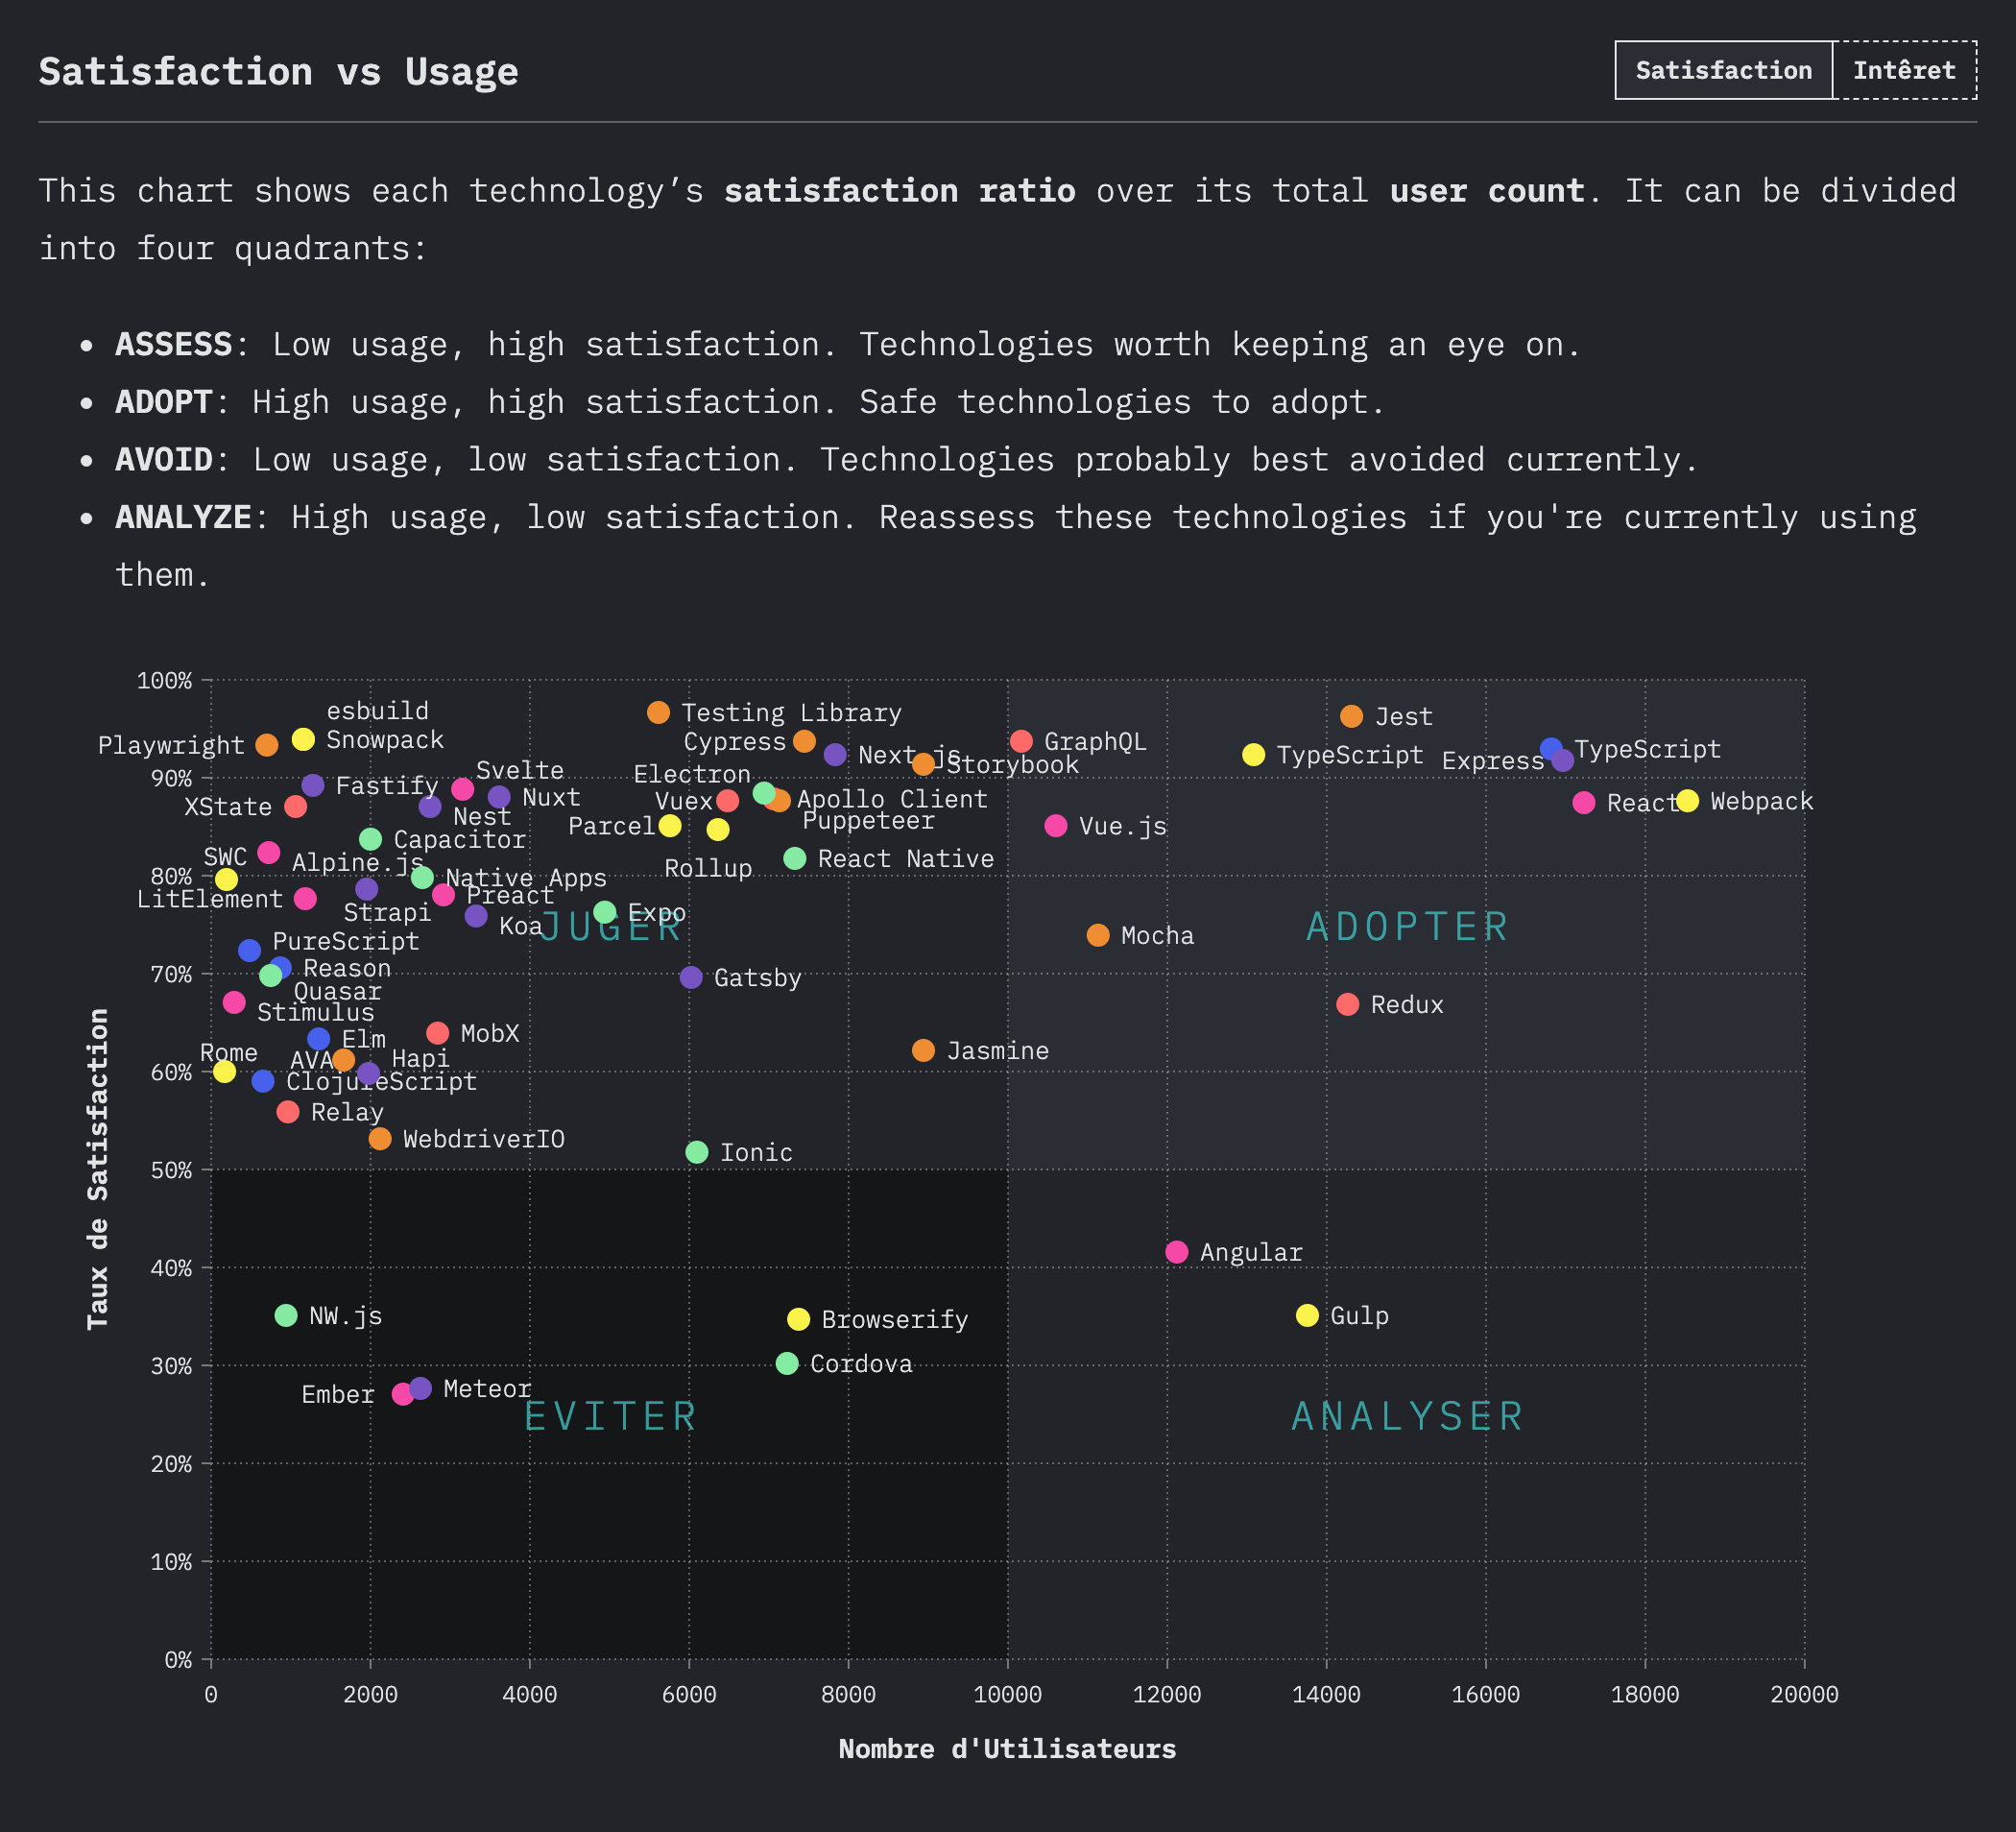 Satisfaction vs Usage
Satisfaction Intêret
This chart shows each technology’s satisfaction ratio over its total user count. It can be divided
into four quadrants:
• ASSESS: Low usage, high satisfaction. Technologies worth keeping an eye on.
• ADOPT: High usage, high satisfaction. Safe technologies to adopt.
• AVOID: Low usage, low satisfaction. Technologies probably best avoided currently.
• ANALYZE: High usage, low satisfaction. Reassess these technologies if you're currently using
them.
100%
esbuild
Testing Library
Jest
Playwright
Snowpack
Cypress
GraphQL
Next.js
Storybook
TypeScript
Express
TypeScript
90%
Svelte
Electron
Fastify
Nuxt
XState
Nest
Vuex
Apollo Client
Puppeteer
React
Webpack
Parcel
Vue.js
Capacitor
SWC
Alpine.js
Rollup
React Native
80%
Native Apps
LitElement
Preact
Strapi
Koa
Expo
JUGER
ADOPTER
Mocha
PureScript
70%
Reason
Gatsby
Quasar
Stimulus
Redux
Elm
MobX
Rome
AVA
Hapi
Jasmine
60%
ClojureScript
Relay
WebdriverIO
Ionic
50%
Angular
40%
NW.js
Browserify
Gulp
30%
Cordova
Ember
Meteor
EVITER
ANALYSER
20%
10%
0%
0 2000 4000 6000 8000 10000 12000 14000 16000 18000 20000
Taux de Satisfaction
Nombre d'Utilisateurs